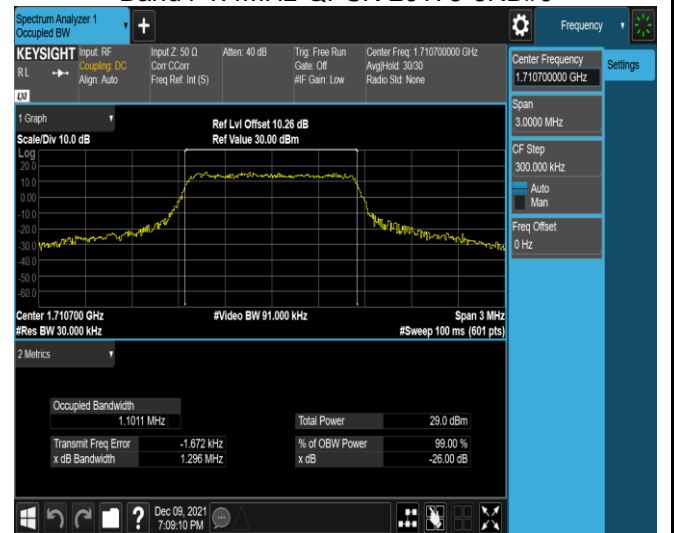 Spectrum Analyzer 1
Occupied BW
Frequency
KEYSIGHT
RL
LXI
Input: RF
Coupling: DC
Align: Auto
Input Z: 50 Ω
Corr CCorr
Freq Ref: Int (S)
Atten: 40 dB
Trig: Free Run
Gate: Off
#IF Gain: Low
Center Freq: 1.710700000 GHz
Avg|Hold: 30/30
Radio Std: None
Center Frequency
1.710700000 GHz
Settings
Span
3.0000 MHz
CF Step
300.000 kHz
Auto
Man
Freq Offset
0 Hz
1 Graph
Scale/Div 10.0 dB
Ref Lvl Offset 10.26 dB
Ref Value 30.00 dBm
Log
20.0
10.0
0.00
-10.0
-20.0
-30.0
-40.0
-50.0
-60.0
Center 1.710700 GHz
#Res BW 30.000 kHz
#Video BW 91.000 kHz
Span 3 MHz
#Sweep 100 ms (601 pts)
2 Metrics
Occupied Bandwidth
1.1011 MHz
Total Power 29.0 dBm
Transmit Freq Error -1.672 kHz
% of OBW Power 99.00 %
x dB Bandwidth 1.296 MHz
x dB -26.00 dB
?
Dec 09, 2021
7:09:10 PM